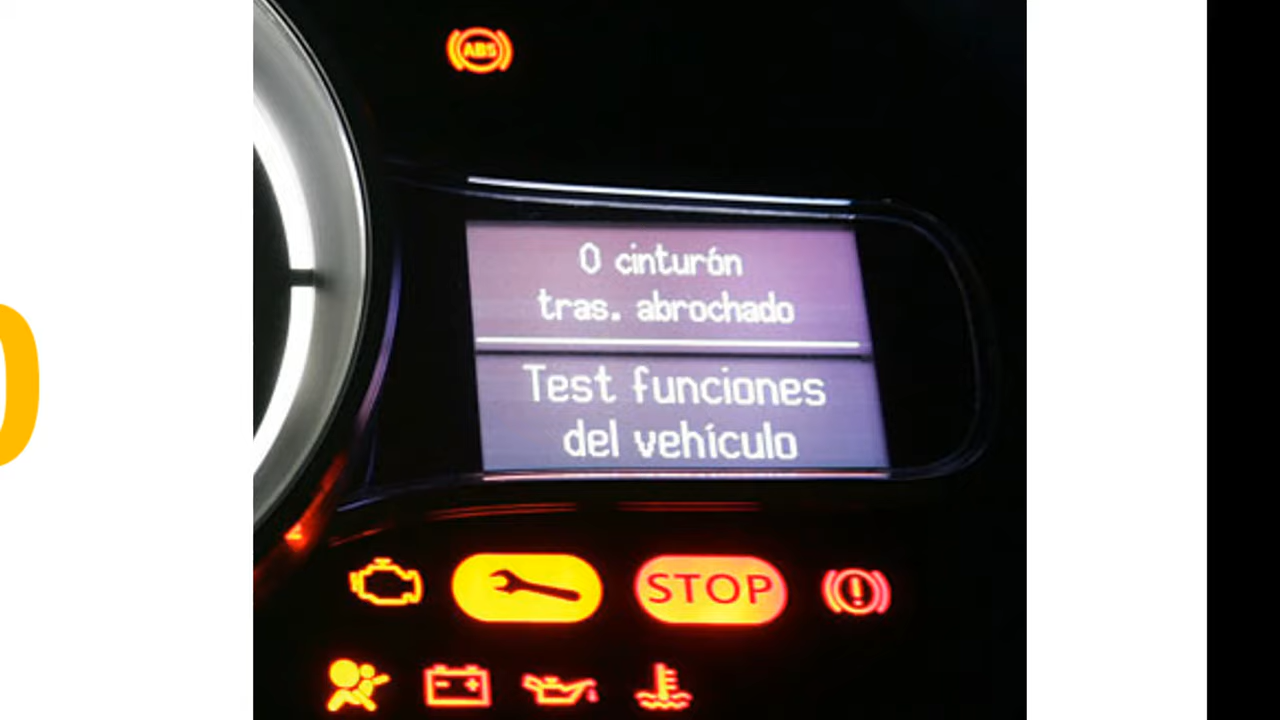 ABS
0 cinturón
tras. abrochado
Test funciones
del vehículo
STOP